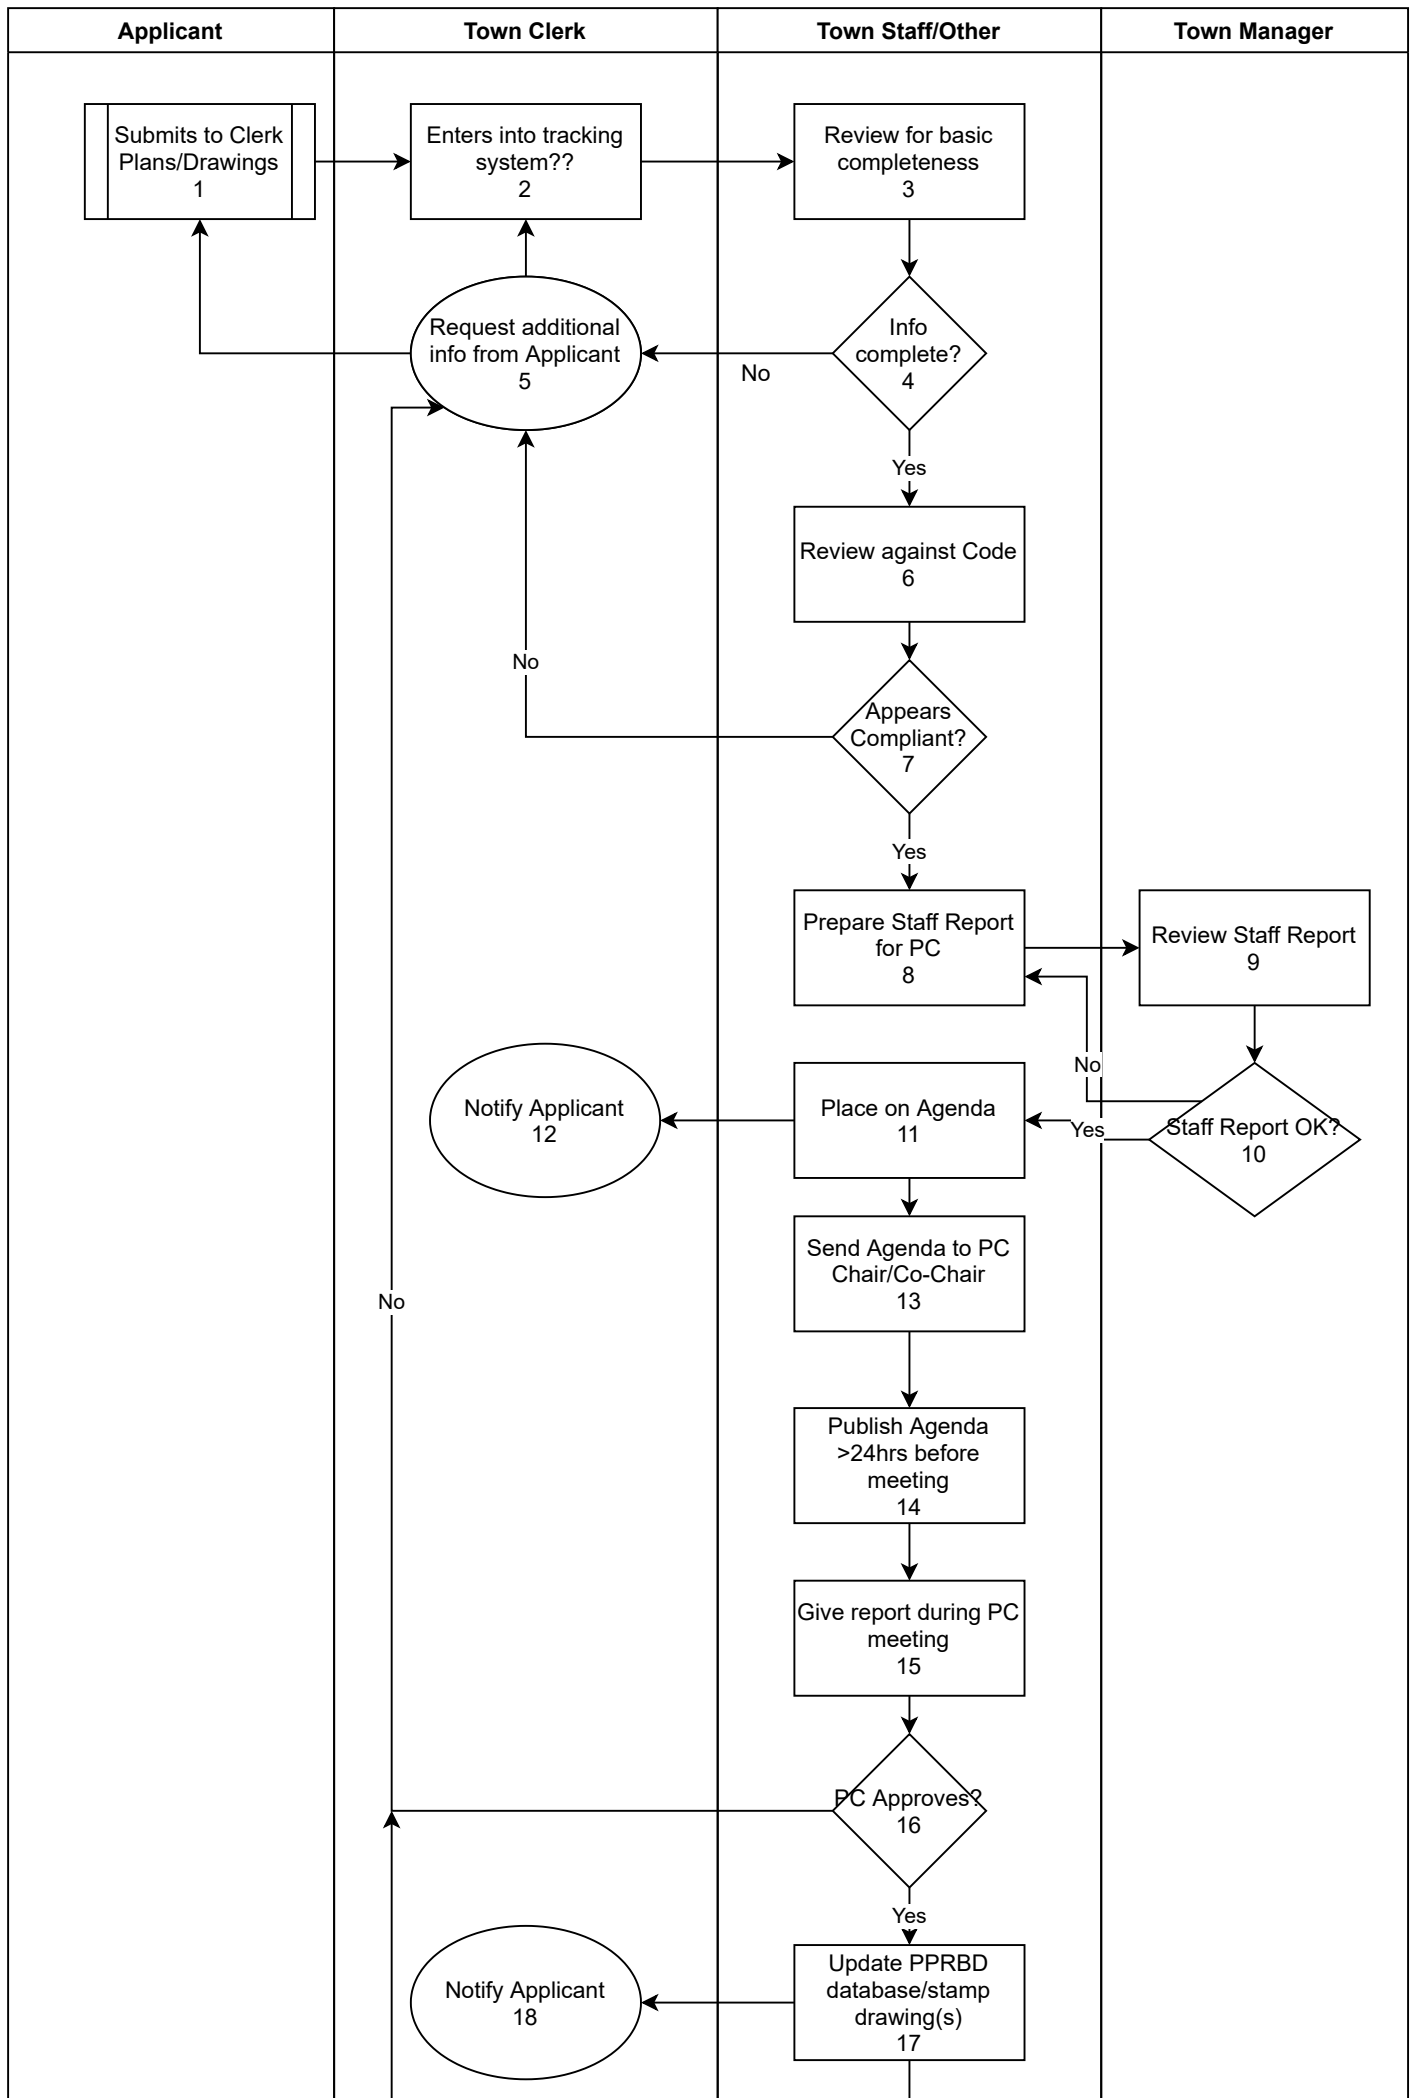 Applicant
Town Clerk
Town Staff/Other
Town Manager
Submits to Clerk
Plans/Drawings
1
Enters into tracking
system??
2
Review for basic
completeness
3
Request additional
info from Applicant
5
Info
complete?
4
No
Yes
Review against Code
6
No
Appears
Compliant?
7
Yes
Prepare Staff Report
for PC
8
Review Staff Report
9
No
Notify Applicant
12
Place on Agenda
11
Yes
Staff Report OK?
10
Send Agenda to PC
Chair/Co-Chair
13
No
Publish Agenda
>24hrs before
meeting
14
Give report during PC
meeting
15
PC Approves?
16
Yes
Notify Applicant
18
Update PPRBD
database/stamp
drawing(s)
17